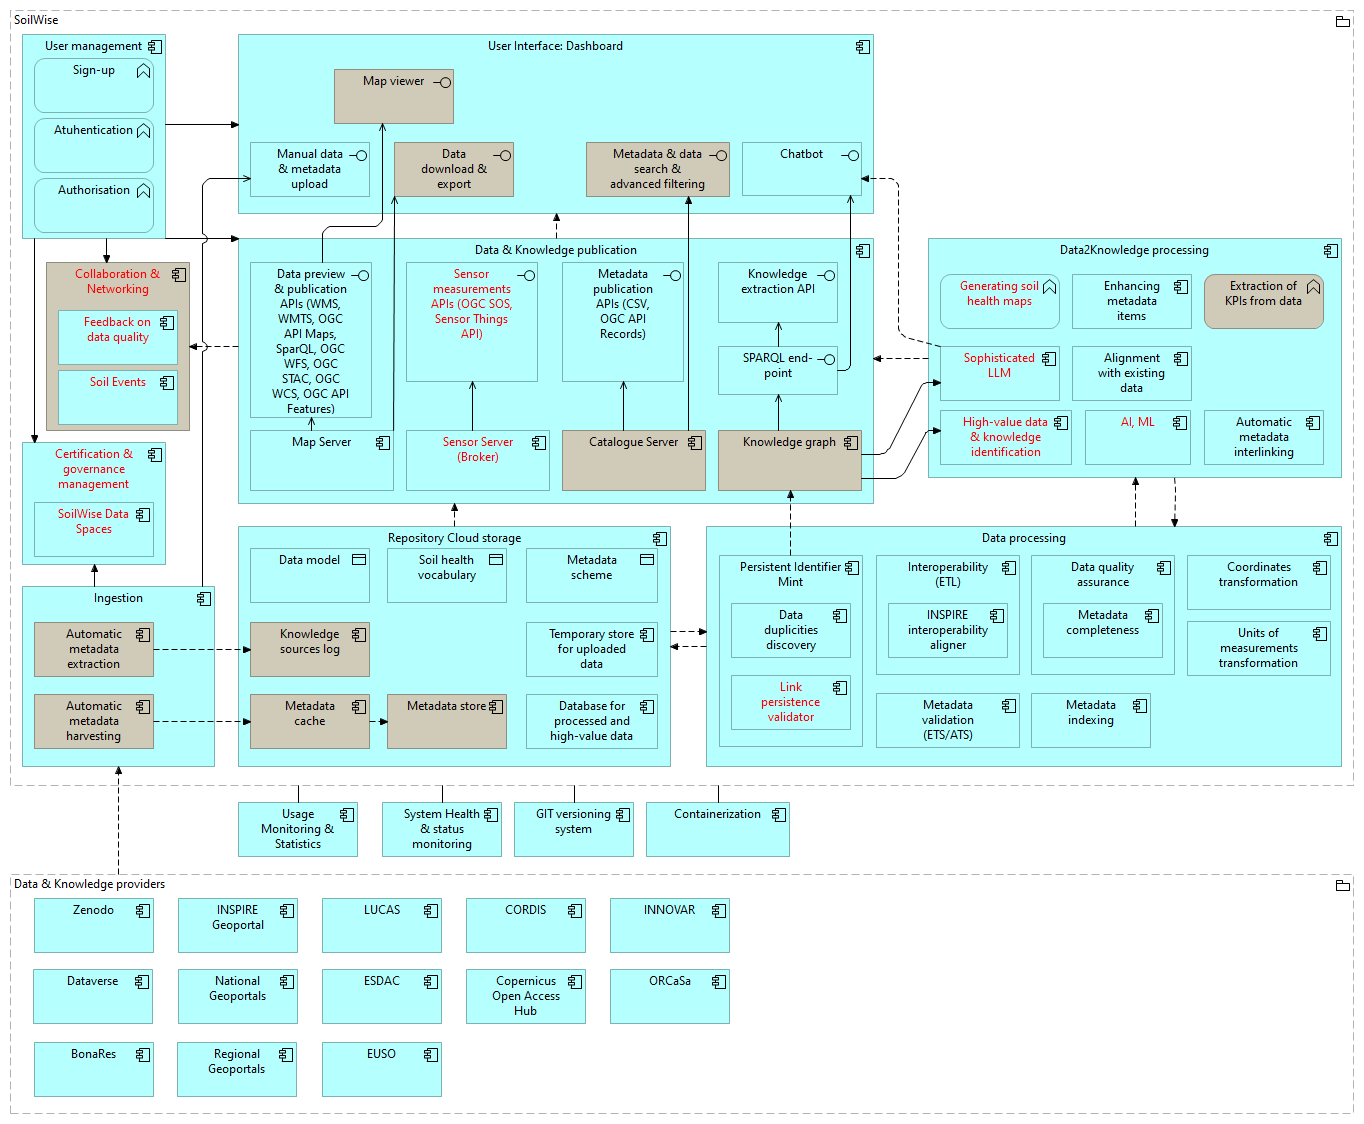 SoilWise
User management
Sign-up
Atuhentication
Authorisation
User Interface: Dashboard
Map viewer
Manual data
& metadata
upload
Data
download &
export
Metadata & data
search &
advanced filtering
Chatbot
Collaboration &
Networking
Feedback on
data quality
Soil Events
Data & Knowledge publication
Data preview
& publication
APIs (WMS,
WMTS, OGC
API Maps,
SparQL, OGC
WFS, OGC
STAC, OGC
WCS, OGC API
Features)
Sensor
measurements
APIs (OGC SOS,
Sensor Things
API)
Metadata
publication
APIs (CSV,
OGC API
Records)
Knowledge
extraction API
SPARQL end-
point
Map Server
Sensor Server
(Broker)
Catalogue Server
Knowledge graph
Data2Knowledge processing
Generating soil
health maps
Enhancing
metadata
items
Extraction of
KPIs from data
Sophisticated
LLM
Alignment
with existing
data
High-value data
& knowledge
identification
AI, ML
Automatic
metadata
interlinking
Certification &
governance
management
SoilWise Data
Spaces
Ingestion
Automatic
metadata
extraction
Automatic
metadata
harvesting
Repository Cloud storage
Data model
Soil health
vocabulary
Metadata
scheme
Knowledge
sources log
Temporary store
for uploaded
data
Metadata
cache
Metadata store
Database for
processed and
high-value data
Data processing
Persistent Identifier
Mint
Data
duplicities
discovery
Link
persistence
validator
Interoperability
(ETL)
INSPIRE
interoperability
aligner
Data quality
assurance
Metadata
completeness
Coordinates
transformation
Units of
measurements
transformation
Metadata
validation
(ETS/ATS)
Metadata
indexing
Usage
Monitoring &
Statistics
System Health
& status
monitoring
GIT versioning
system
Containerization
Data & Knowledge providers
Zenodo
INSPIRE
Geoportal
LUCAS
CORDIS
INNOVAR
Dataverse
National
Geoportals
ESDAC
Copernicus
Open Access
Hub
ORCaSa
BonaRes
Regional
Geoportals
EUSO